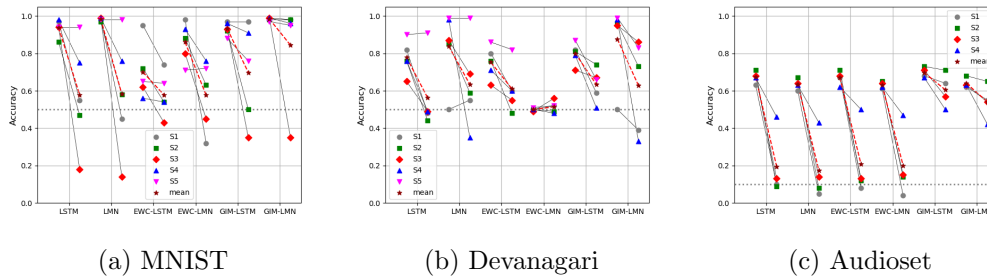 Accuracy
1.0
0.8
0.6
0.4
0.2
0.0
S1
S2
S3
S4
S5
mean
LSTM
LMN
EWC-LSTM
EWC-LMN
GIM-LSTM
GIM-LMN
(a) MNIST
Accuracy
1.0
0.8
0.6
0.4
0.2
0.0
S1
S2
S3
S4
S5
mean
LSTM
LMN
EWC-LSTM
EWC-LMN
GIM-LSTM
GIM-LMN
(b) Devanagari
Accuracy
1.0
0.8
0.6
0.4
0.2
0.0
S1
S2
S3
S4
mean
LSTM
LMN
EWC-LSTM
EWC-LMN
GIM-LSTM
(c) Audioset